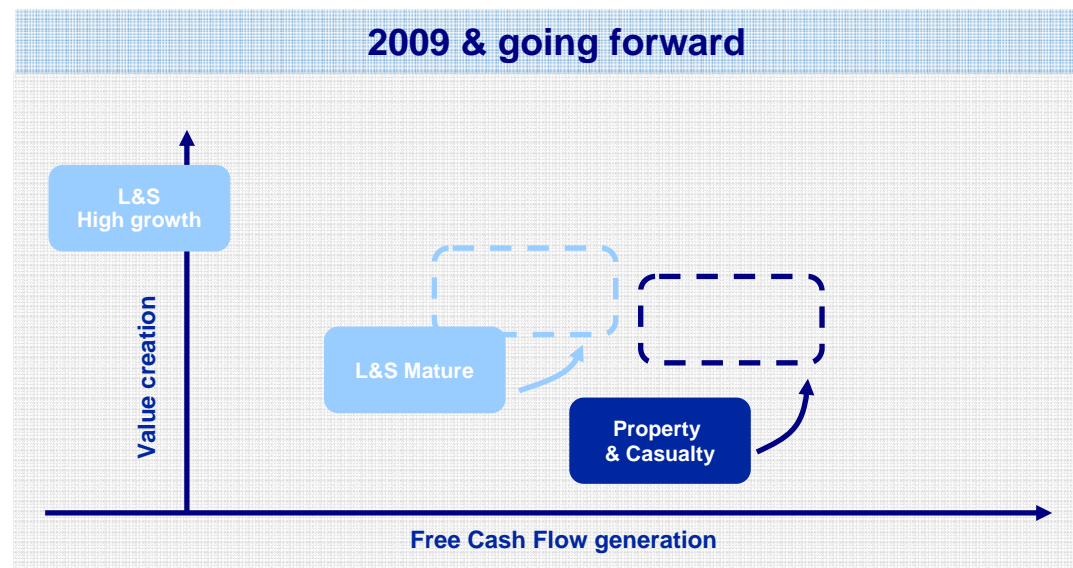 2009 & going forward
L&S
High growth
Value creation
L&S Mature
Property
& Casualty
Free Cash Flow generation